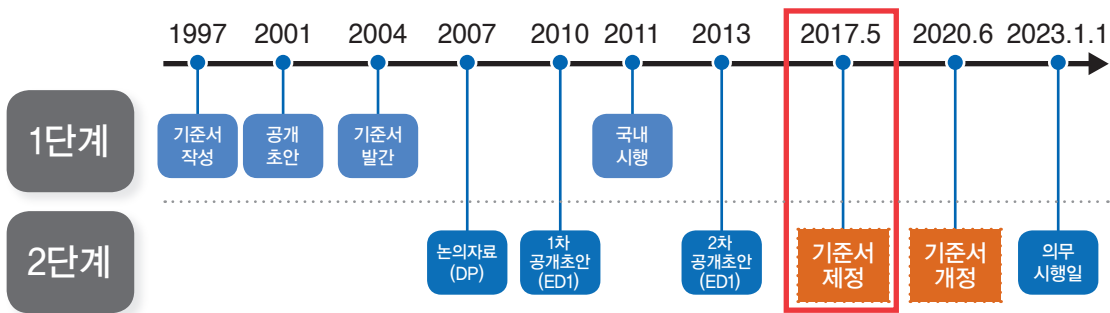 1997 2001 2004 2007 2010 2011 2013 2017.5 2020.6 2023.1.1
1단계
기준서
작성
공개
초안
기준서
발간
국내
시행
2단계
논의자료
(DP)
1차
공개초안
(ED1)
2차
공개초안
(ED1)
기준서
제정
기준서
개정
의무
시행일